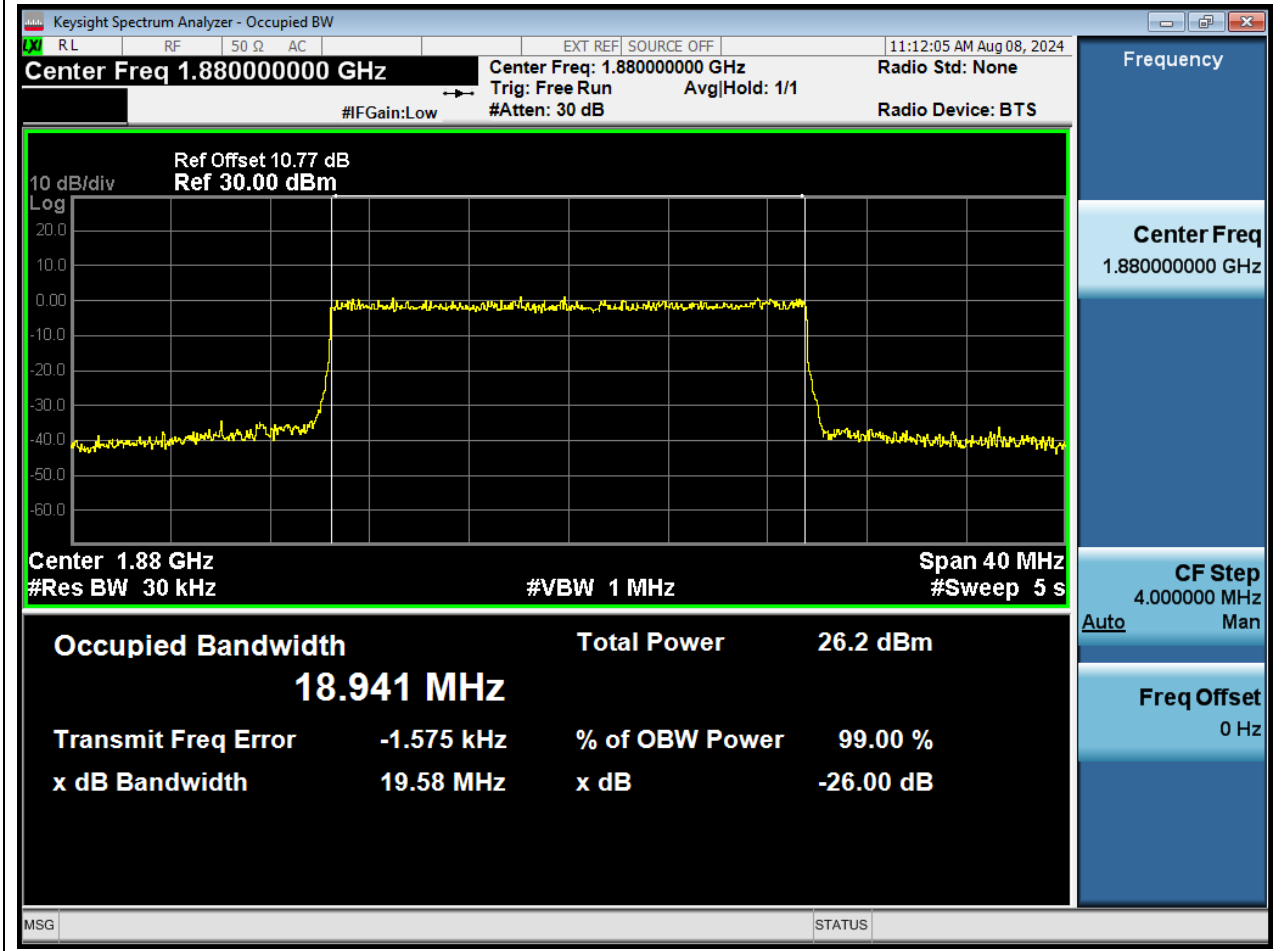 Keysight Spectrum Analyzer - Occupied BW
LXI RL RF 50 Ω AC EXT REF SOURCE OFF 11:12:05 AM Aug 08, 2024
Center Freq 1.880000000 GHz
#IFGain:Low
Center Freq: 1.880000000 GHz
Trig: Free Run Avg|Hold: 1/1
#Atten: 30 dB
Radio Std: None
Radio Device: BTS
Ref Offset 10.77 dB
10 dB/div Ref 30.00 dBm
Log
20.0
10.0
0.00
-10.0
-20.0
-30.0
-40.0
-50.0
-60.0
Center 1.88 GHz Span 40 MHz
#Res BW 30 kHz #VBW 1 MHz #Sweep 5 s
Occupied Bandwidth Total Power 26.2 dBm
18.941 MHz
Transmit Freq Error -1.575 kHz % of OBW Power 99.00 %
x dB Bandwidth 19.58 MHz x dB -26.00 dB
Frequency
Center Freq
1.880000000 GHz
CF Step
4.000000 MHz
Auto Man
Freq Offset
0 Hz
MSG STATUS